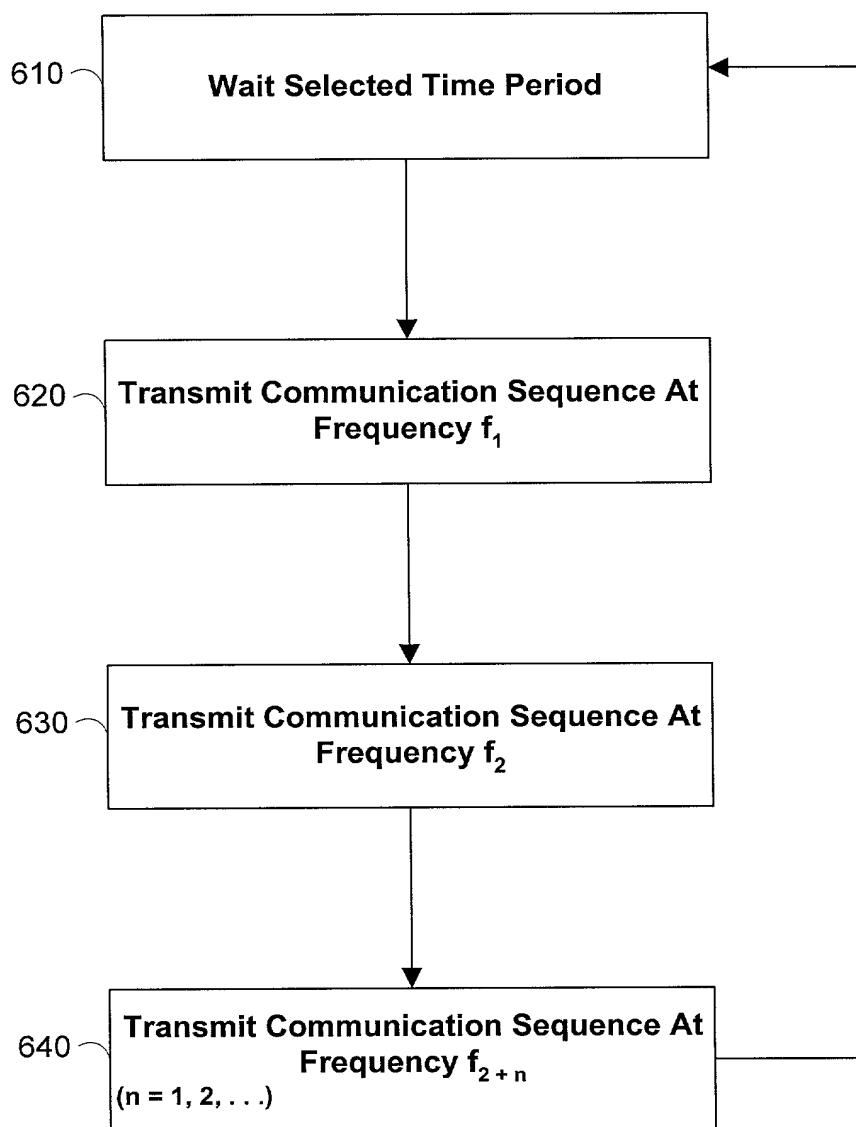 610
Wait Selected Time Period
620
Transmit Communication Sequence At
Frequency f₁
630
Transmit Communication Sequence At
Frequency f₂
640
Transmit Communication Sequence At
Frequency f₂ ₊ ₙ
(n = 1, 2, . . .)